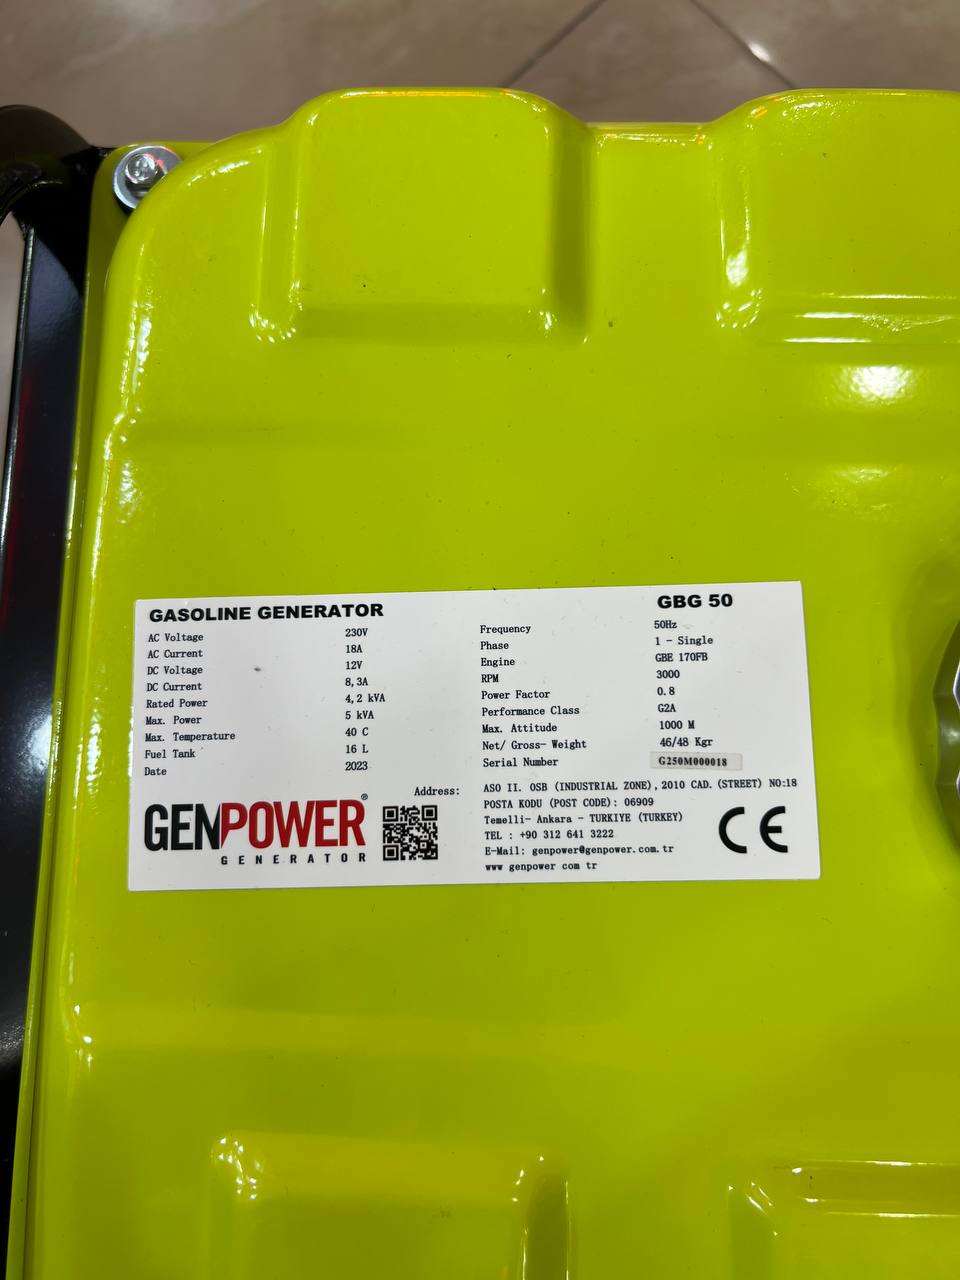 GASOLINE GENERATOR GBG 50
AC Voltage 230V Frequency 50Hz
AC Current 18A Phase 1 - Single
DC Voltage 12V Engine GBE 170FB
DC Current 8,3A RPM 3000
Rated Power 4,2 kVA Power Factor 0.8
Max. Power 5 kVA Performance Class G2A
Max. Temperature 40 C Max. Attitude 1000 M
Fuel Tank 16 L Net/ Gross- Weight 46/48 Kgr
Date 2023 Serial Number G250M000018
GENPOWER®
GENERATOR
Address: ASO II. OSB (INDUSTRIAL ZONE), 2010 CAD. (STREET) NO:18
POSTA KODU (POST CODE): 06909
Temelli- Ankara - TURKIYE (TURKEY)
TEL : +90 312 641 3222
E-Mail: genpower@genpower.com.tr
www genpower com tr
CE